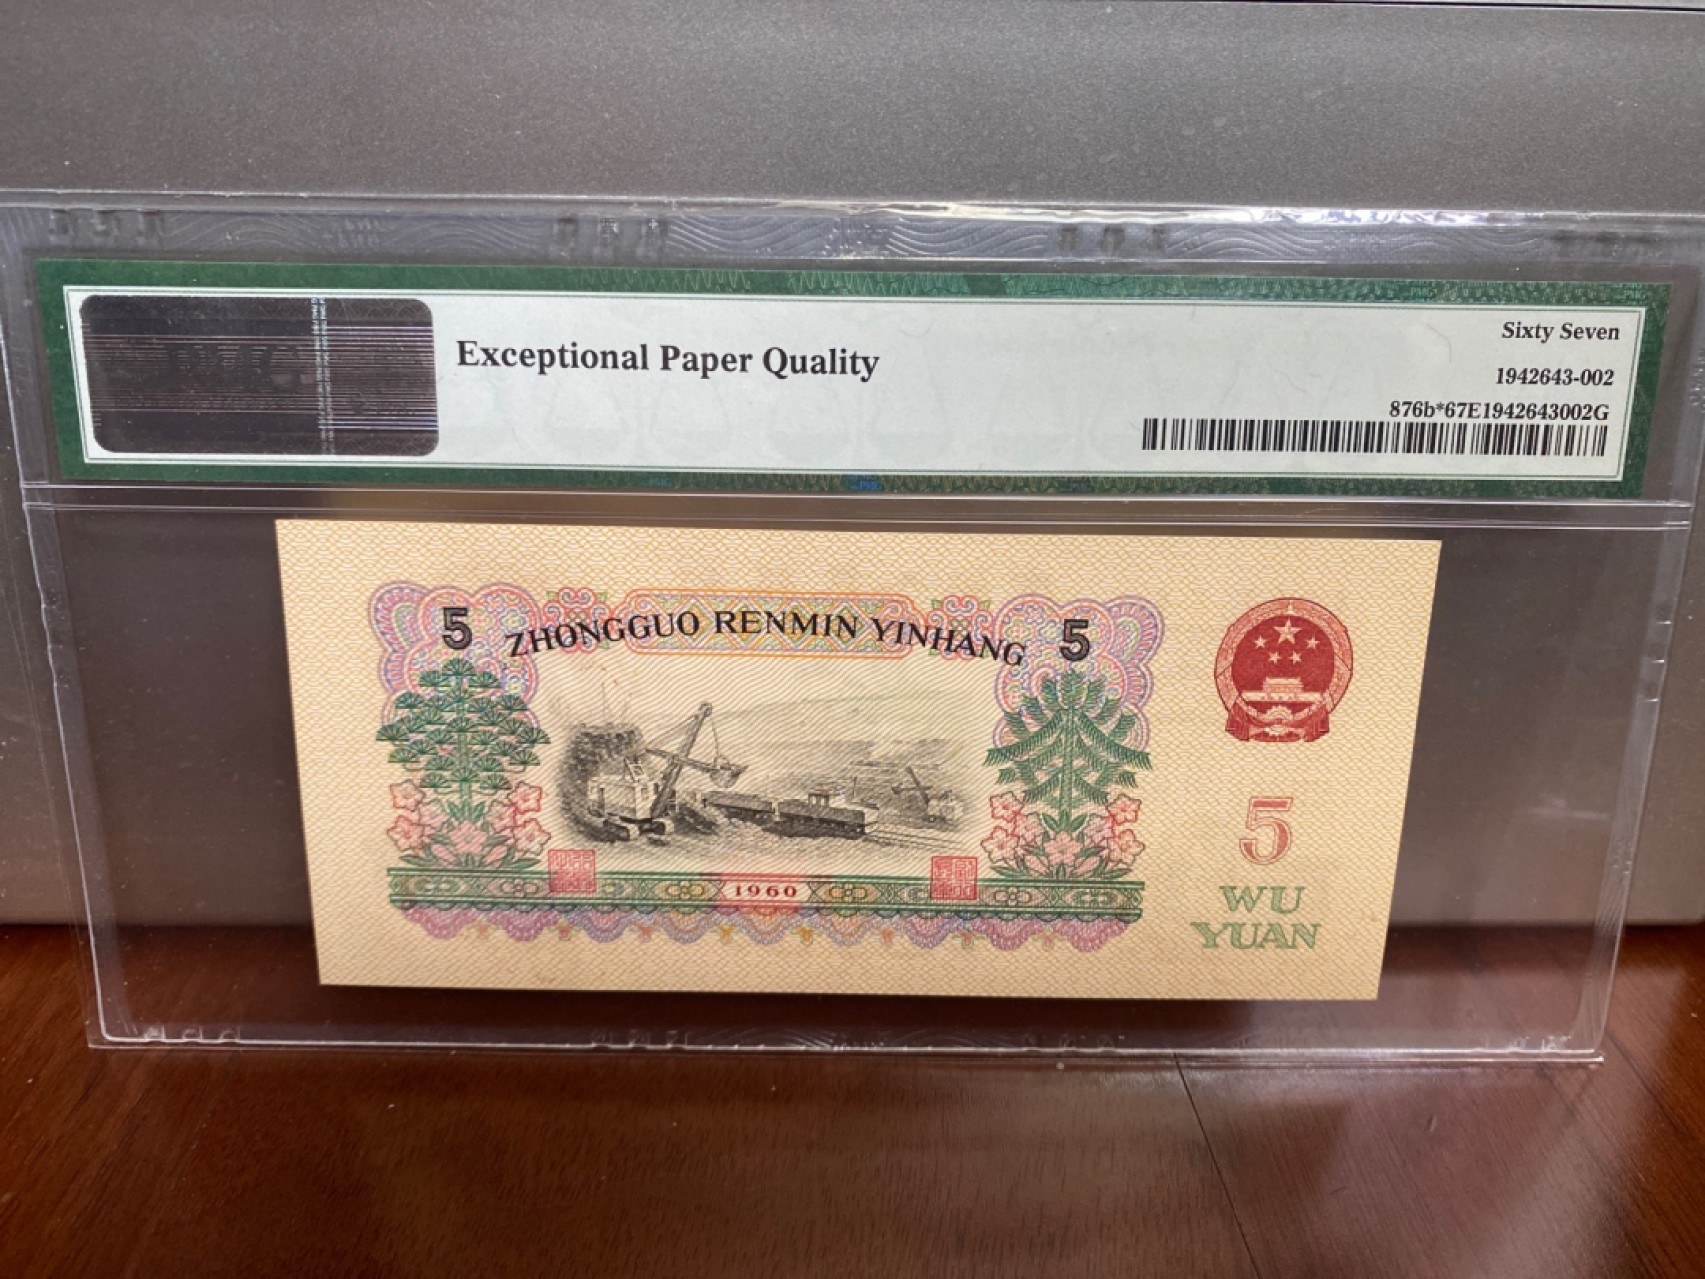 Exceptional Paper Quality
Sixty Seven
1942643-002
876b*67E1942643002G
5 ZHONGGUO RENMIN YINHANG 5
1960
5
WU
YUAN